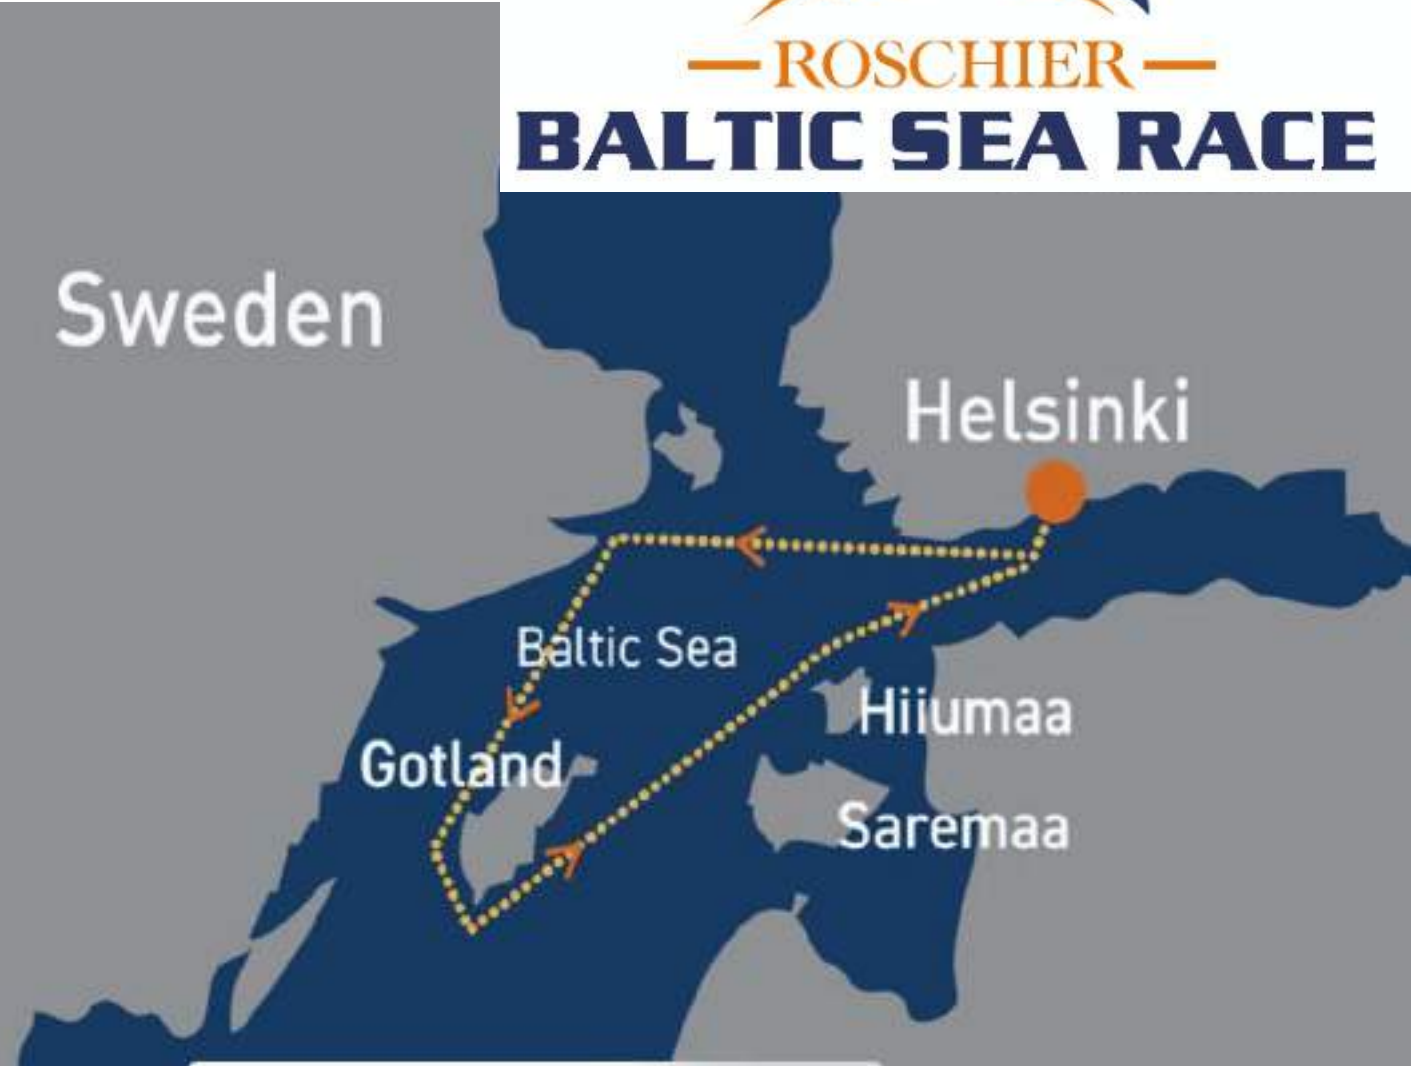 ROSCHIER
BALTIC SEA RACE
Sweden
Helsinki
Baltic Sea
Hiiumaa
Gotland
Saremaa